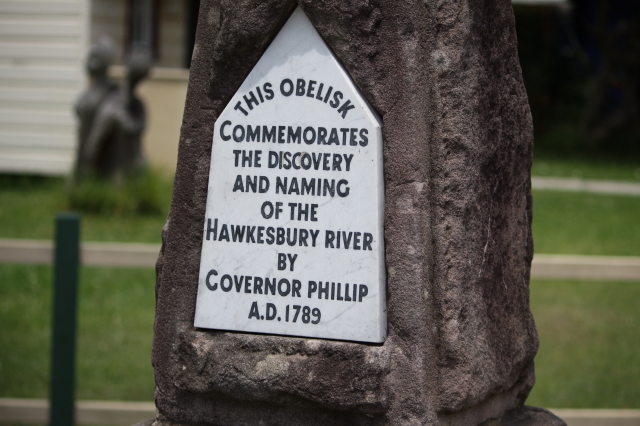 THIS OBELISK
COMMEMORATES
THE DISCOVERY
AND NAMING
OF THE
HAWKESBURY RIVER
BY
GOVERNOR PHILLIP
A.D. 1789